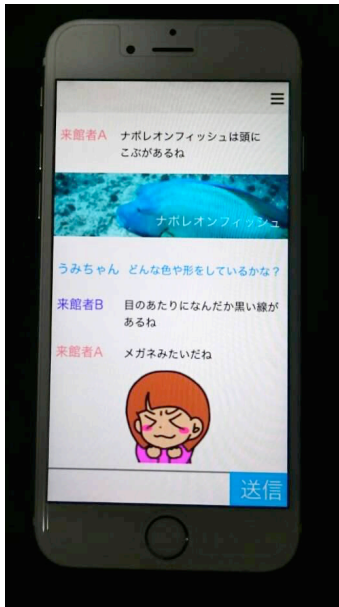 来館者A ナポレオンフィッシュは頭に
こぶがあるね
ナポレオンフィッシュ
うみちゃん どんな色や形をしているかな？
来館者B 目のあたりになんだか黒い線が
あるね
来館者A メガネみたいだね
送信